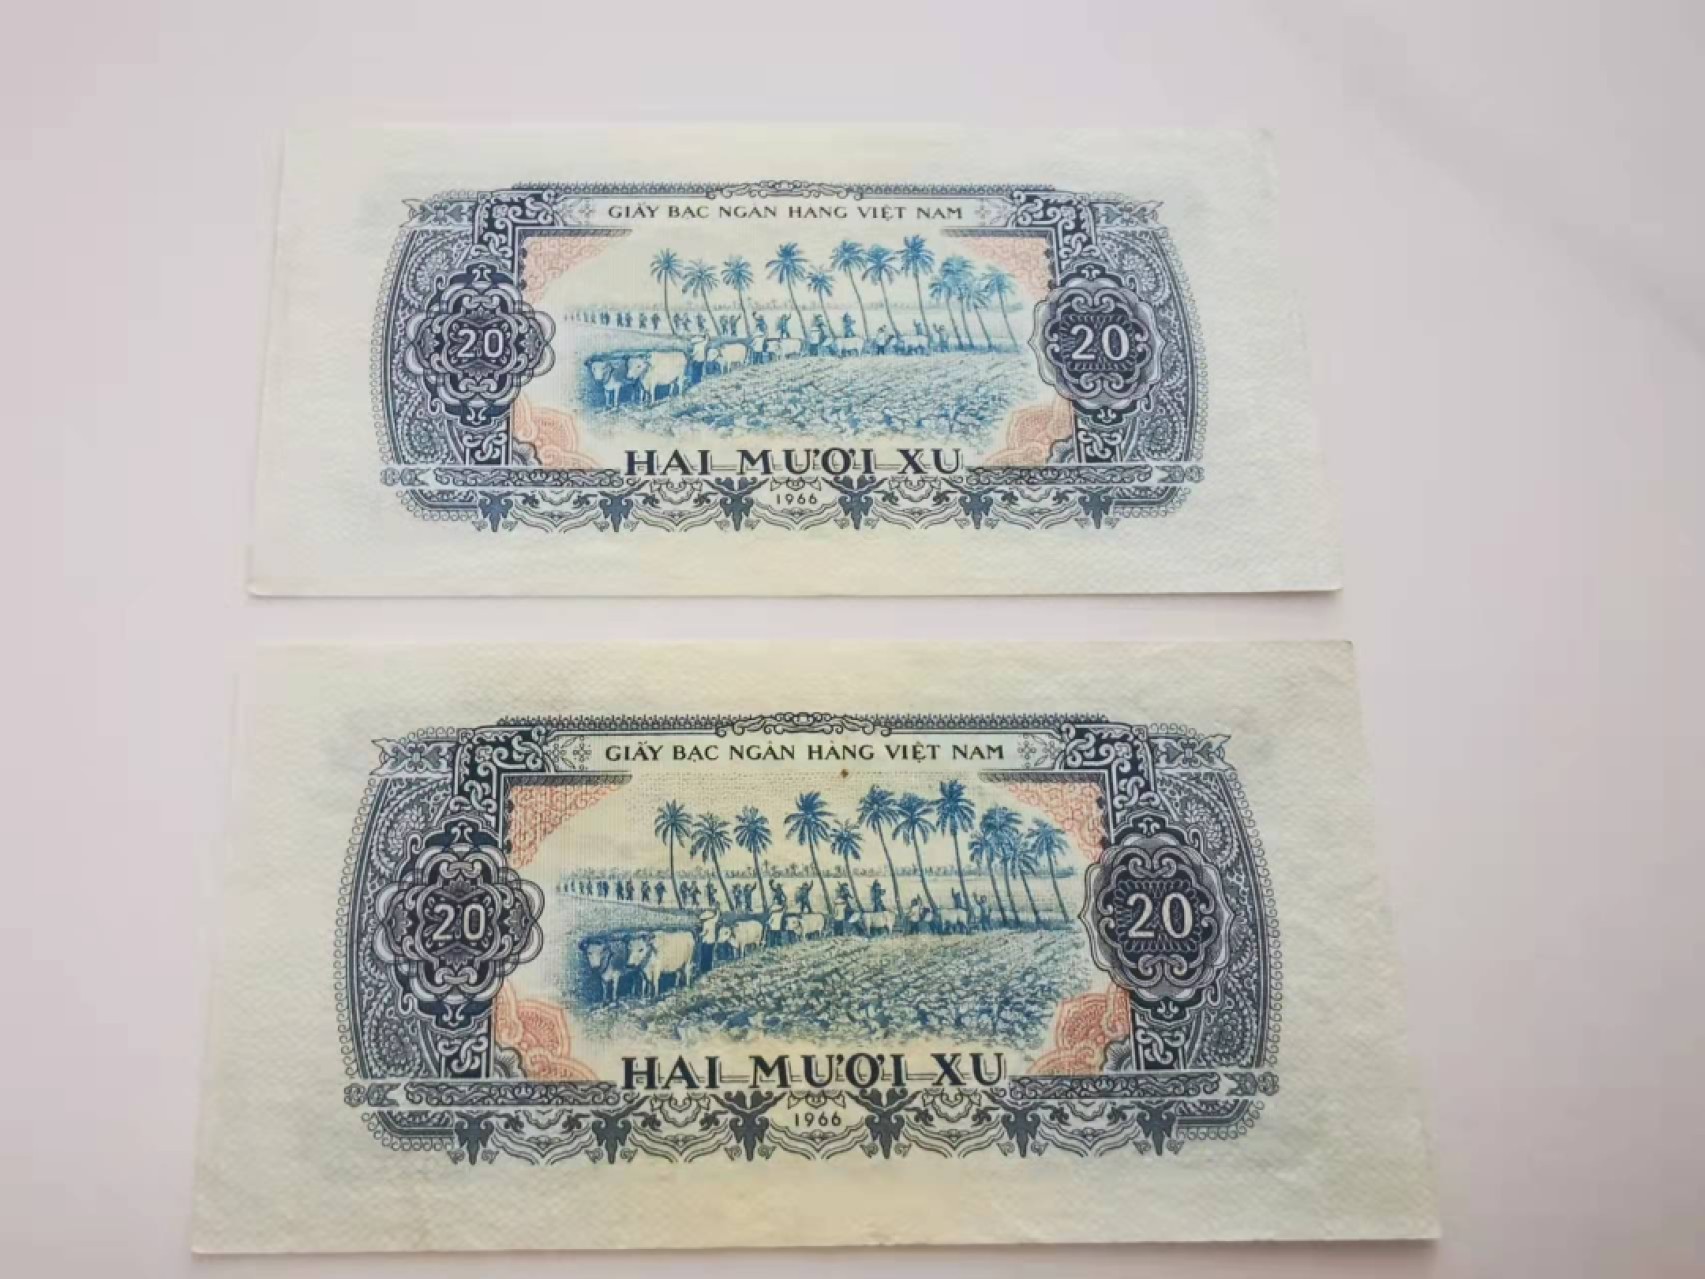 GIẤY BẠC NGÂN HÀNG VIỆT NAM
20 20
HAI MƯƠI XU
1966
GIẤY BẠC NGÂN HÀNG VIỆT NAM
20 20
HAI MƯƠI XU
1966